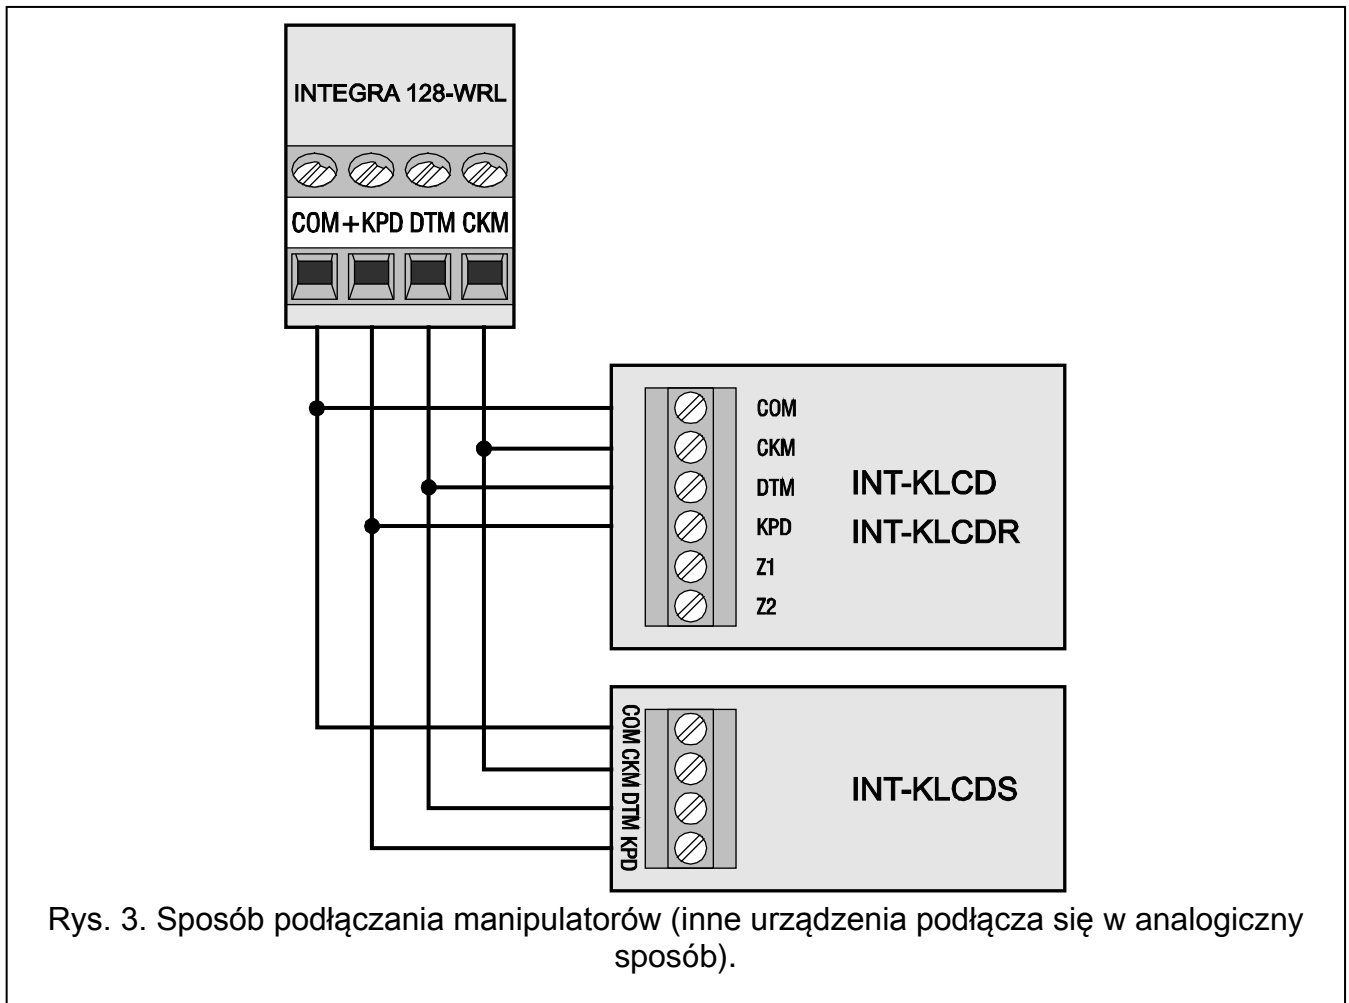 INTEGRA 128-WRL
COM +KPD DTM CKM
COM
CKM
DTM
KPD
Z1
Z2
INT-KLCD
INT-KLCDR
COM CKM DTM KPD
INT-KLCDS
Rys. 3. Sposób podłączania manipulatorów (inne urządzenia podłącza się w analogiczny
sposób).